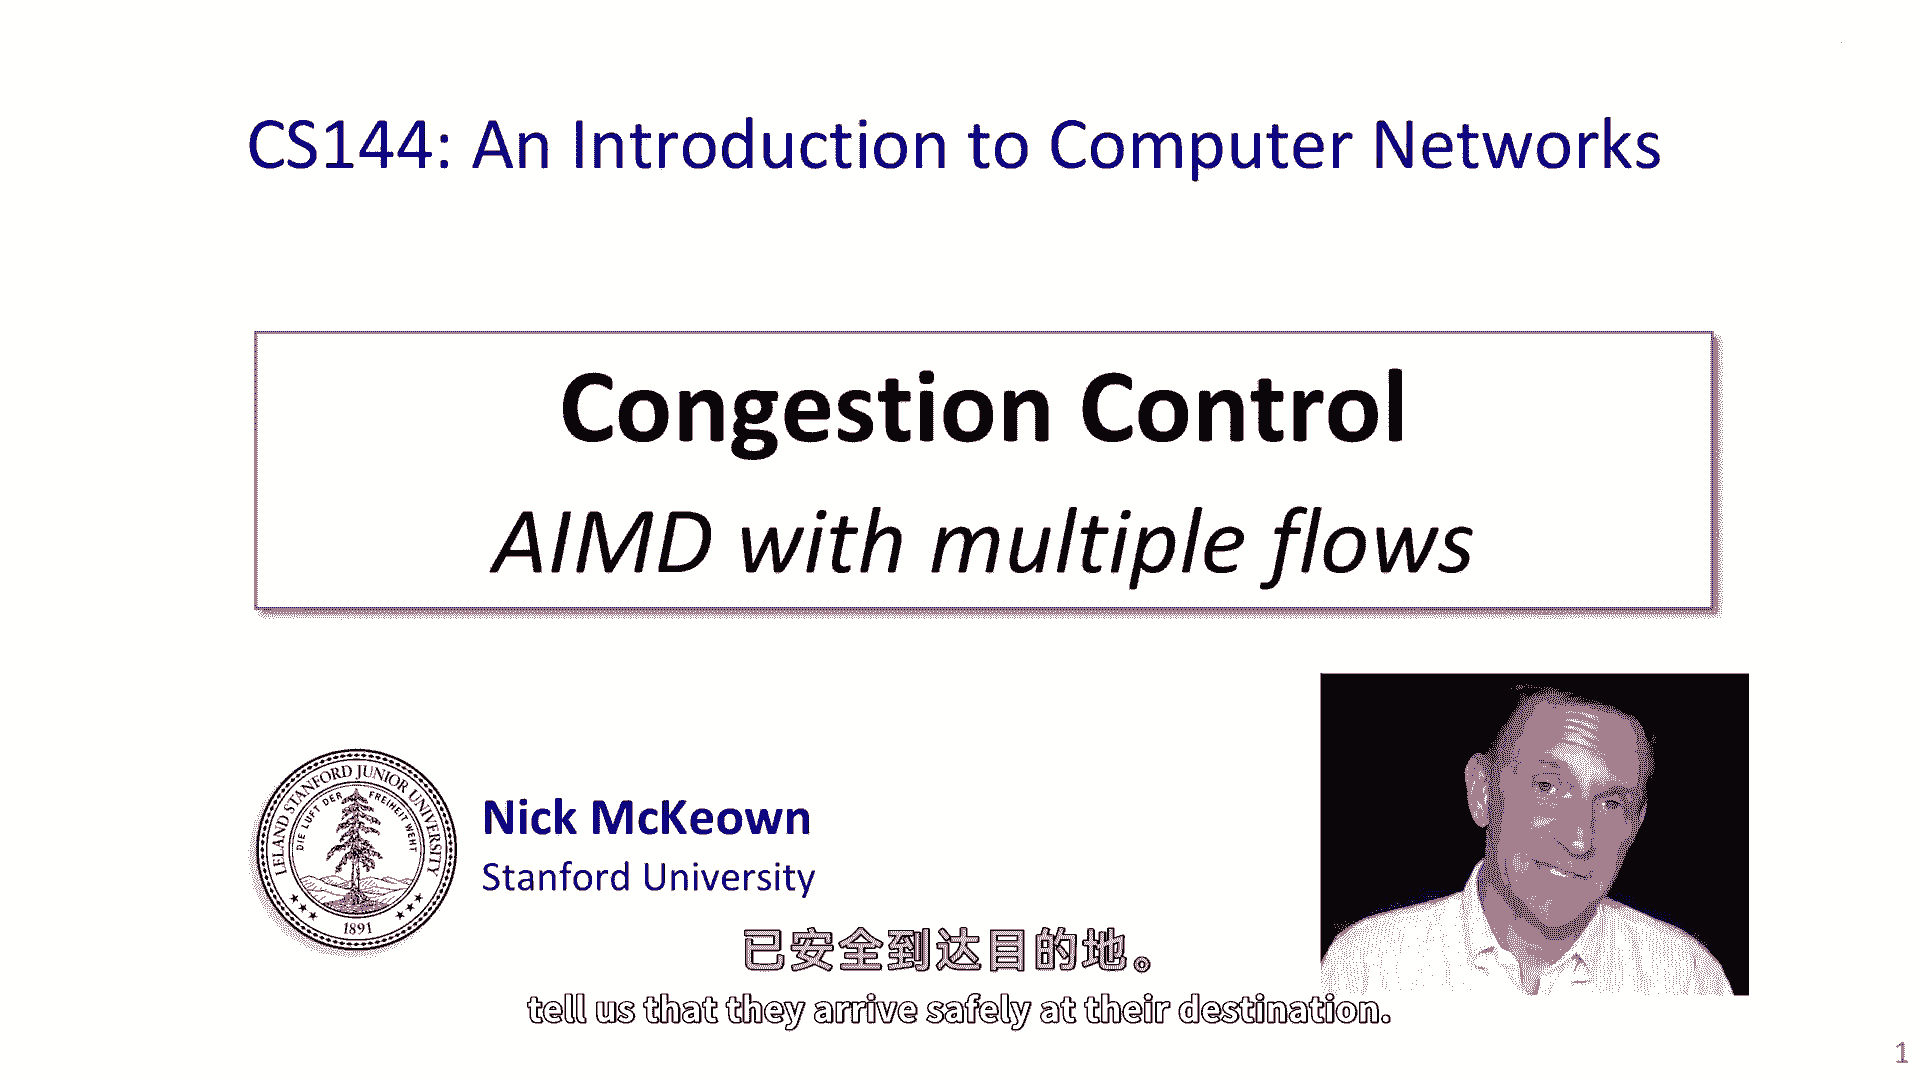 CS144: An Introduction to Computer Networks
Congestion Control
AIMD with multiple flows
LELAND STANFORD JUNIOR UNIVERSITY
DIE LUFT DER FREIHEIT WEHT
1891
Nick McKeown
Stanford University
已安全到达目的地。
tell us that they arrive safely at their destination.
1